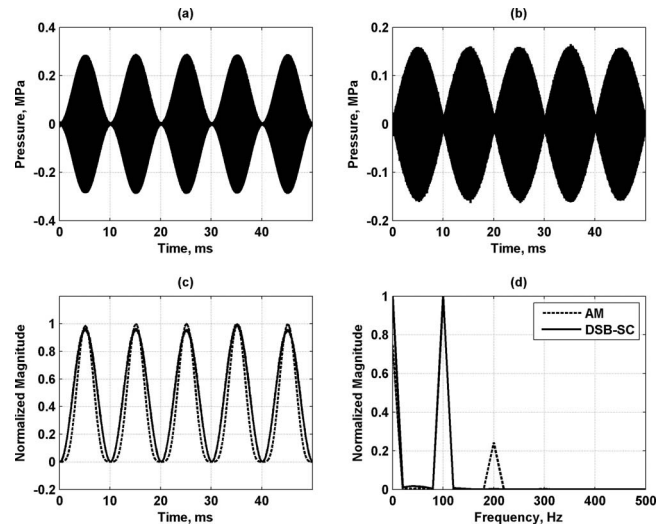 (a)
Pressure, MPa
0.4
0.2
0
-0.2
-0.4
0 10 20 30 40
Time, ms
(b)
Pressure, MPa
0.2
0.1
0
-0.1
-0.2
0 10 20 30 40
Time, ms
(c)
Normalized Magnitude
1
0.8
0.6
0.4
0.2
0
-0.2
0 10 20 30 40
Time, ms
(d)
Normalized Magnitude
1
0.8
0.6
0.4
0.2
0
0 100 200 300 400 500
Frequency, Hz
AM
DSB-SC